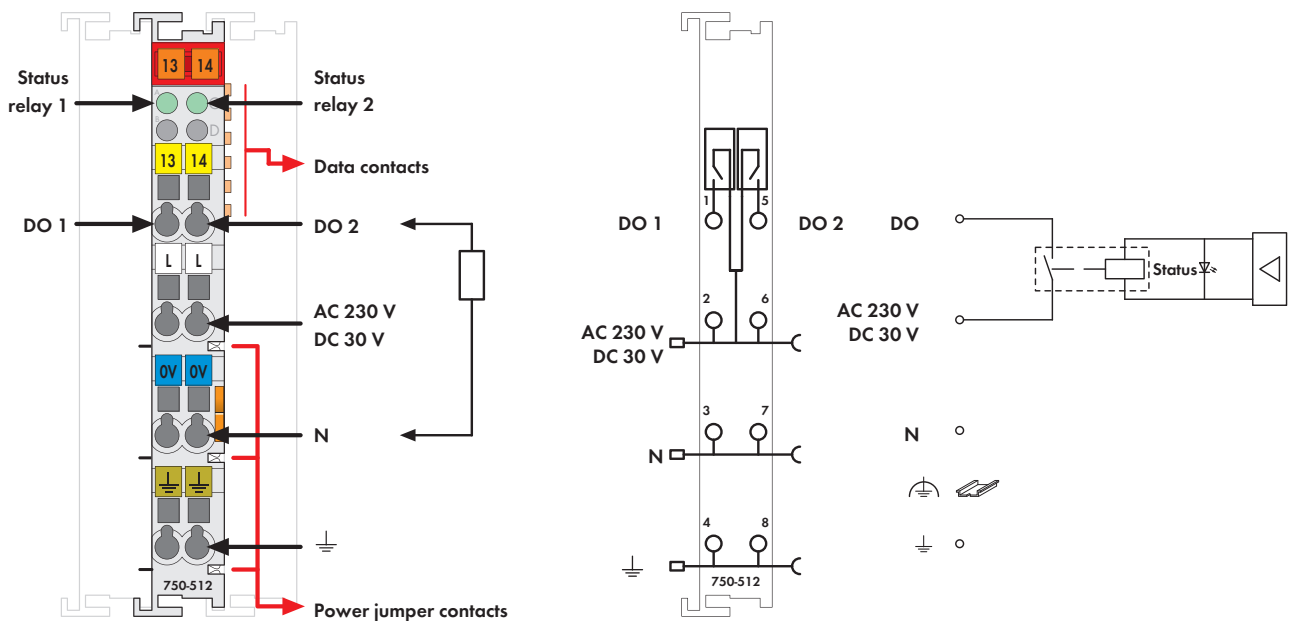 13 14
Status
relay 1
Status
relay 2
A
C
B
D
13 14
Data contacts
DO 1
DO 2
L L
AC 230 V
DC 30 V
0V 0V
N
750-512
Power jumper contacts
1
5
DO 1
DO 2
2
6
AC 230 V
DC 30 V
3
7
N
4
8
750-512
DO
Status
AC 230 V
DC 30 V
N